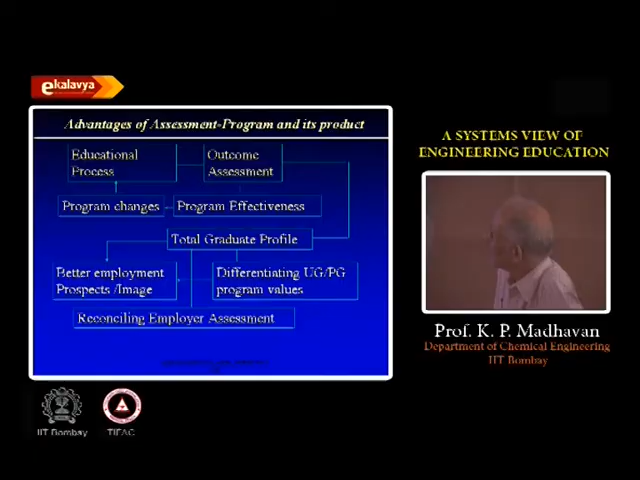 ekalavya
Advantages of Assessment-Program and its product
Educational
Process
Outcome
Assessment
Program changes
Program Effectiveness
Total Graduate Profile
Better employment
Prospects /Image
Differentiating UG/PG
program values
Reconciling Employer Assessment
A SYSTEMS VIEW OF
ENGINEERING EDUCATION
Prof. K. P. Madhavan
Department of Chemical Engineering
IIT Bombay
IIT Bombay
TIFAC